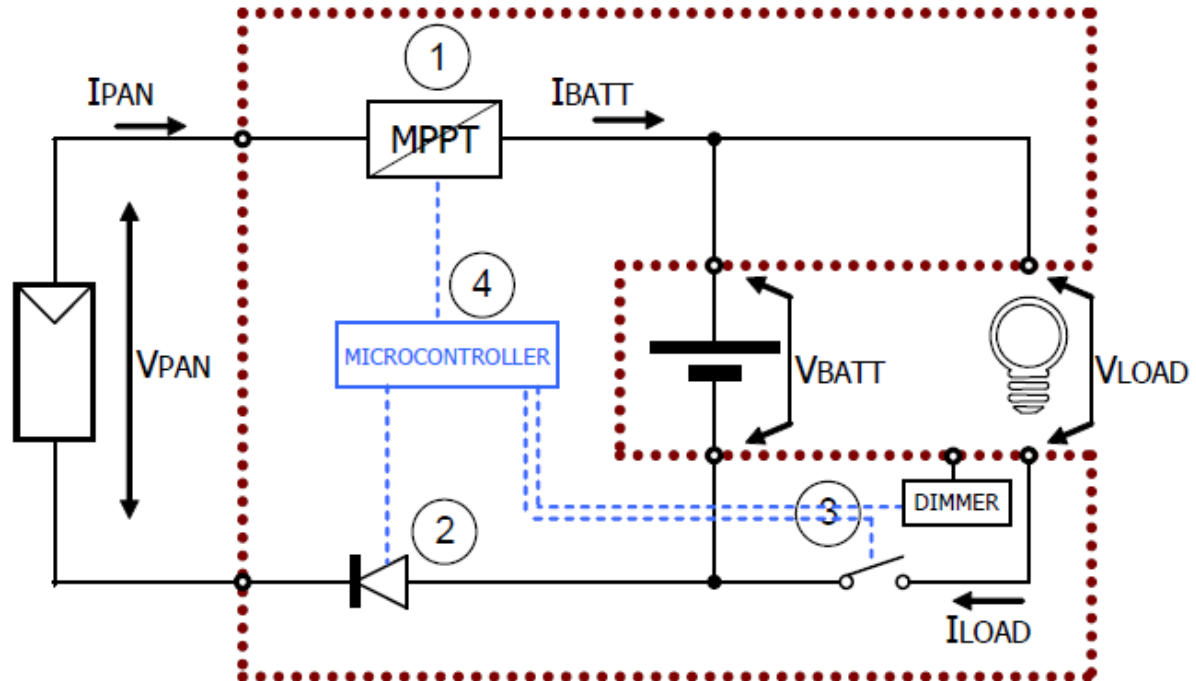 1
IPAN
IBATT
MPPT
4
MICROCONTROLLER
VPAN
VBATT
VLOAD
3
DIMMER
2
ILOAD